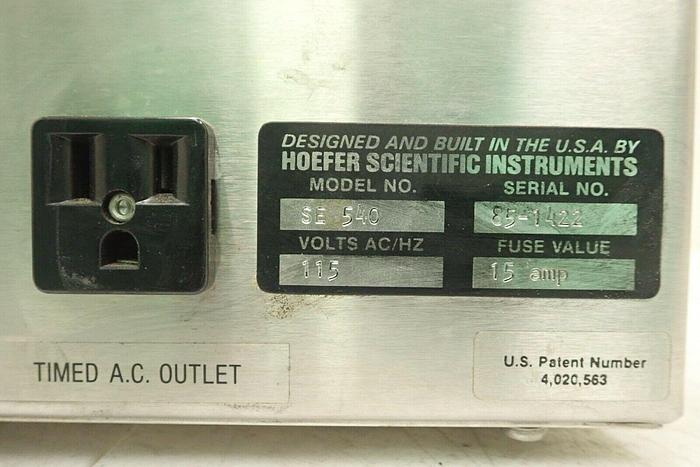 DESIGNED AND BUILT IN THE U.S.A. BY
HOEFER SCIENTIFIC INSTRUMENTS
MODEL NO. SERIAL NO.
SE 540 85-1422
VOLTS AC/HZ FUSE VALUE
115 15 amp
TIMED A.C. OUTLET
U.S. Patent Number
4,020,563